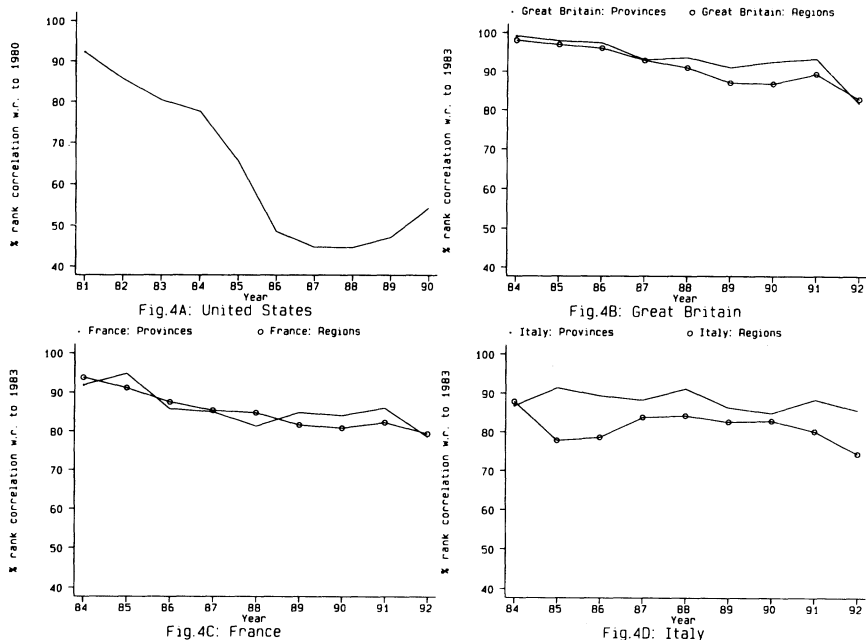 % rank correlation w.r. to 1980
100
90
80
70
60
50
40
81 82 83 84 85 86 87 88 89 90
Year
Fig.4A: United States
· Great Britain: Provinces o Great Britain: Regions
% rank correlation w.r. to 1983
100
90
80
70
60
50
40
84 85 86 87 88 89 90 91 92
Year
Fig.4B: Great Britain
· France: Provinces o France: Regions
% rank correlation w.r. to 1983
100
90
80
70
60
50
40
84 85 86 87 88 89 90 91 92
Year
Fig.4C: France
· Italy: Provinces o Italy: Regions
% rank correlation w.r. to 1983
100
90
80
70
60
50
40
84 85 86 87 88 89 90 91 92
Year
Fig.4D: Italy